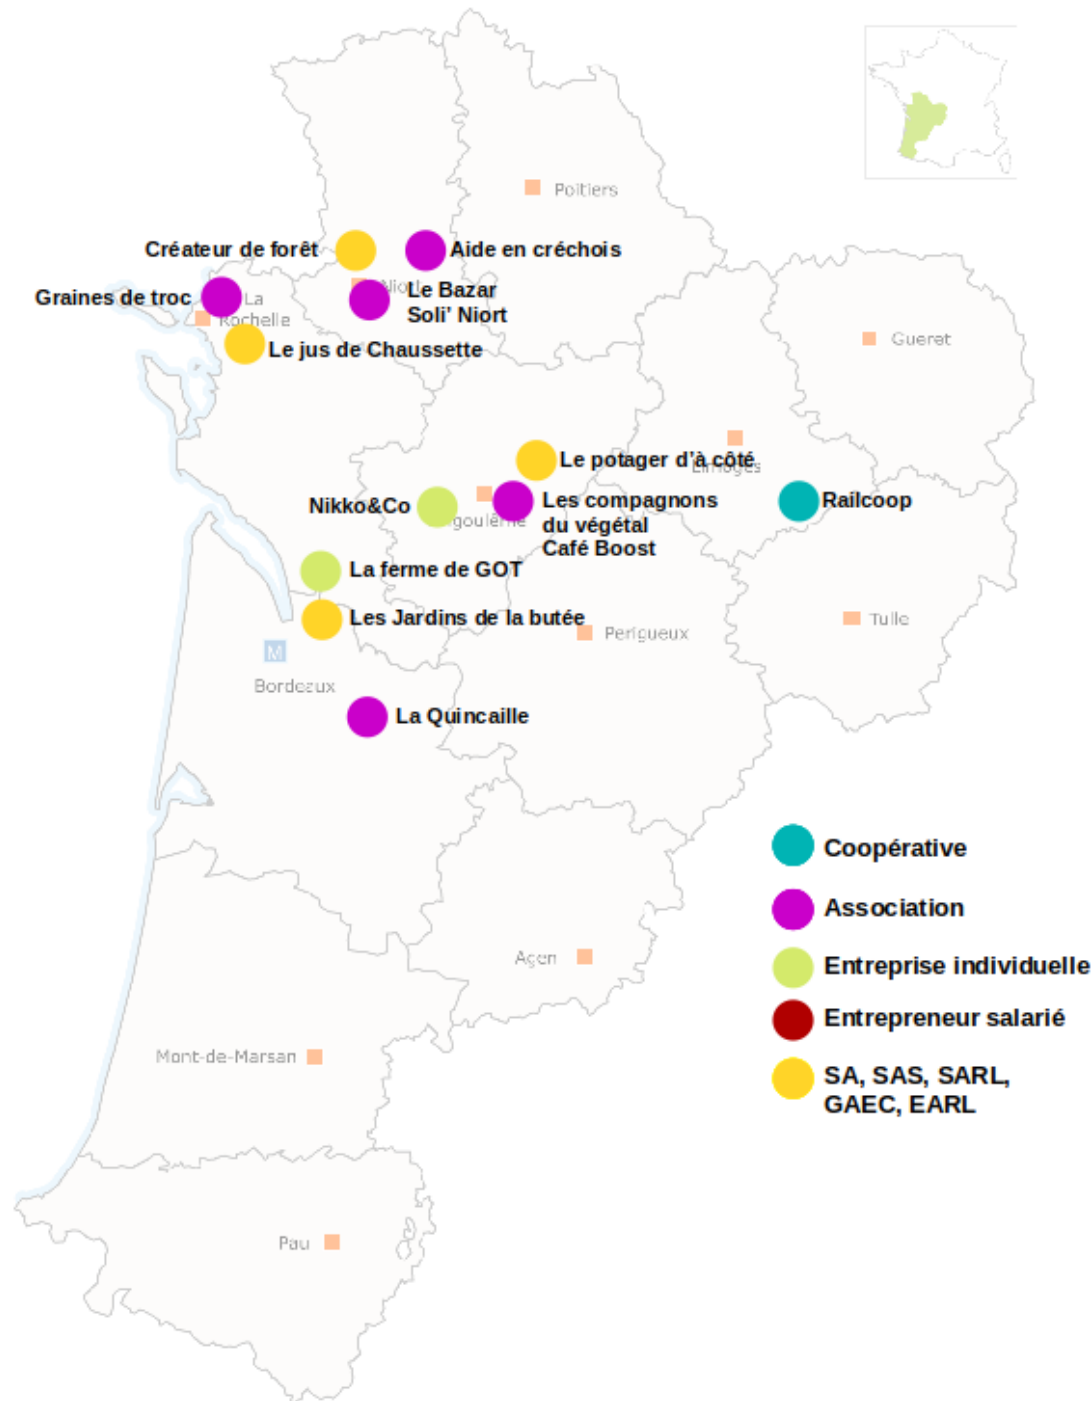 Poitiers
Créateur de forêt
Aide en créchois
Niort
Le Bazar
Soli' Niort
Graines de troc
La
Rochelle
Le jus de Chaussette
Gueret
Le potager d'à côté
Limoges
Nikko&Co
Les compagnons
du végétal
Café Boost
goulême
Railcoop
La ferme de GOT
Les Jardins de la butée
Perigueux
Tulle
M
Bordeaux
La Quincaille
Coopérative
Association
Agen
Entreprise individuelle
Entrepreneur salarié
Mont-de-Marsan
SA, SAS, SARL,
GAEC, EARL
Pau